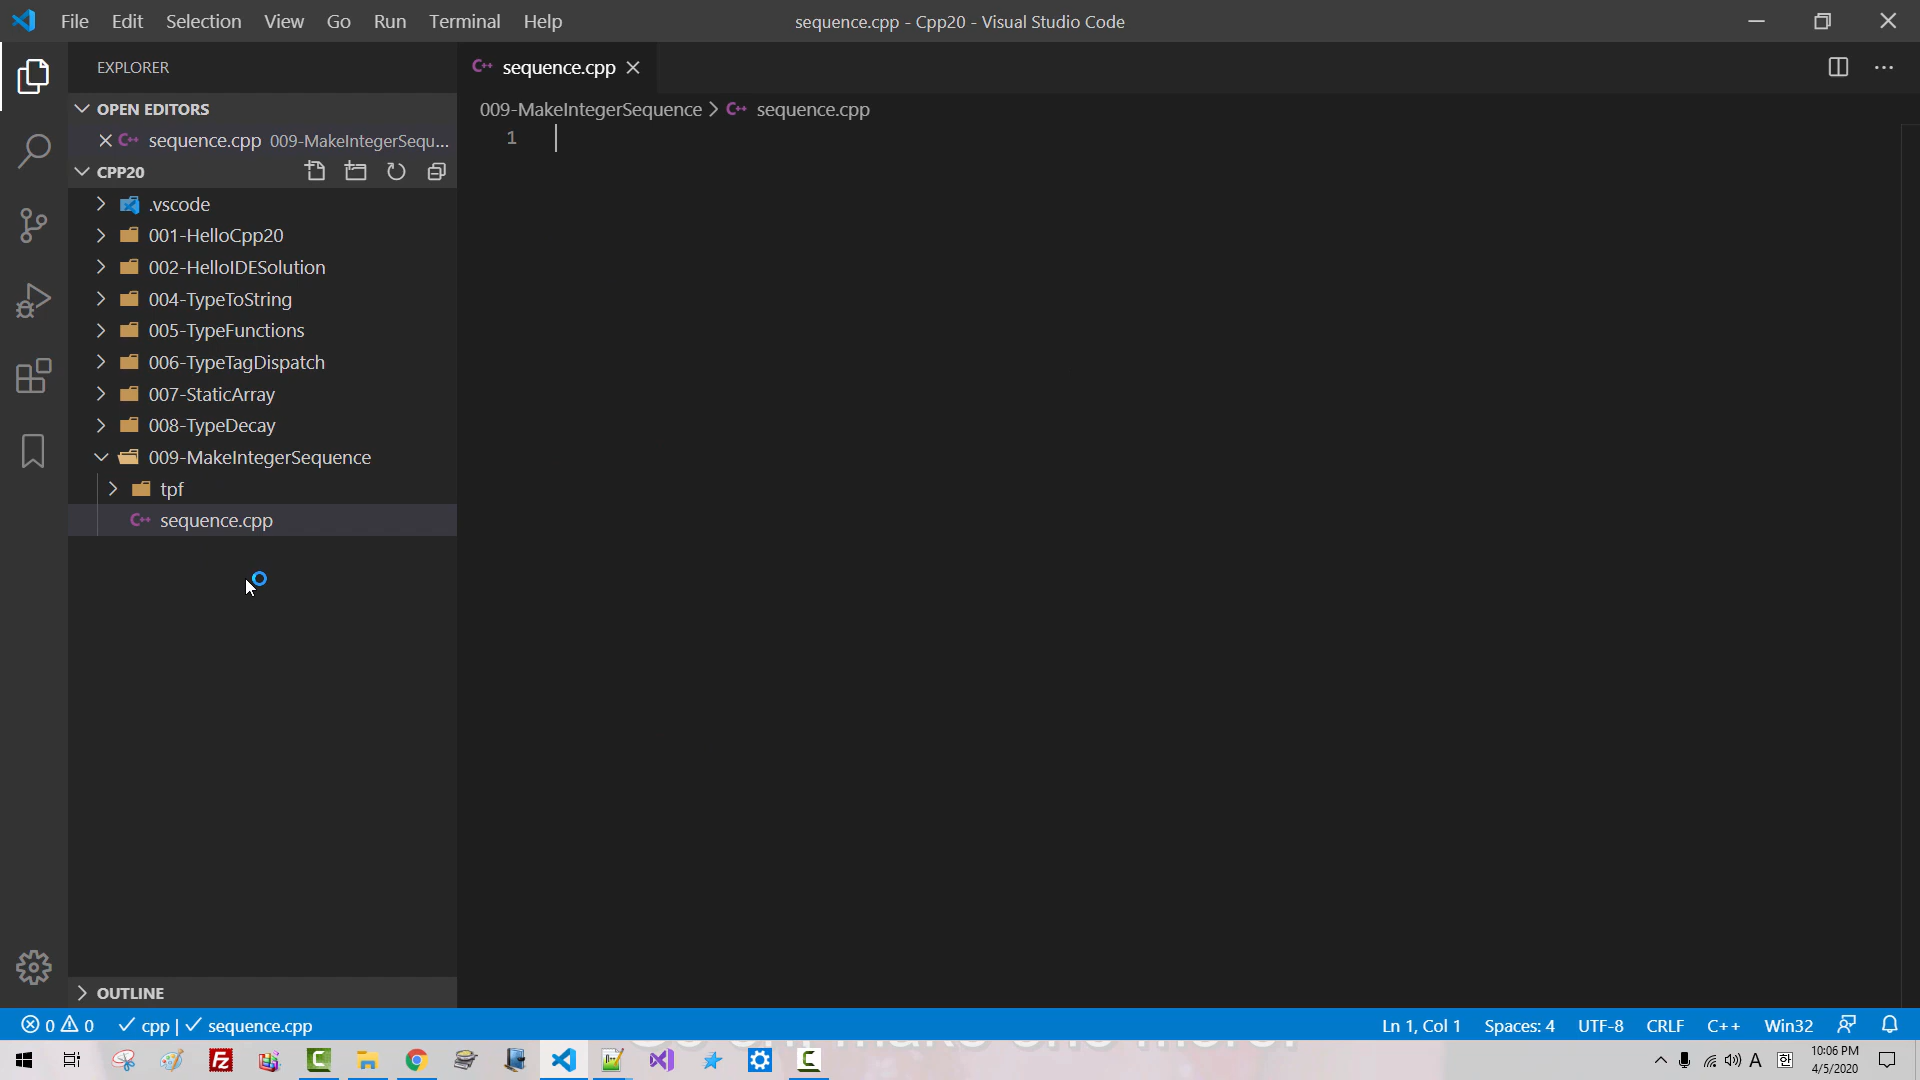 File Edit Selection View Go Run Terminal Help
sequence.cpp - Cpp20 - Visual Studio Code
EXPLORER
OPEN EDITORS
sequence.cpp 009-MakeIntegerSequ...
CPP20
.vscode
001-HelloCpp20
002-HelloIDESolution
004-TypeToString
005-TypeFunctions
006-TypeTagDispatch
007-StaticArray
008-TypeDecay
009-MakeIntegerSequence
tpf
sequence.cpp
OUTLINE
sequence.cpp
009-MakeIntegerSequence > sequence.cpp
1
0 0 cpp | sequence.cpp
Ln 1, Col 1 Spaces: 4 UTF-8 CRLF C++ Win32
A 한 10:06 PM
4/5/2020